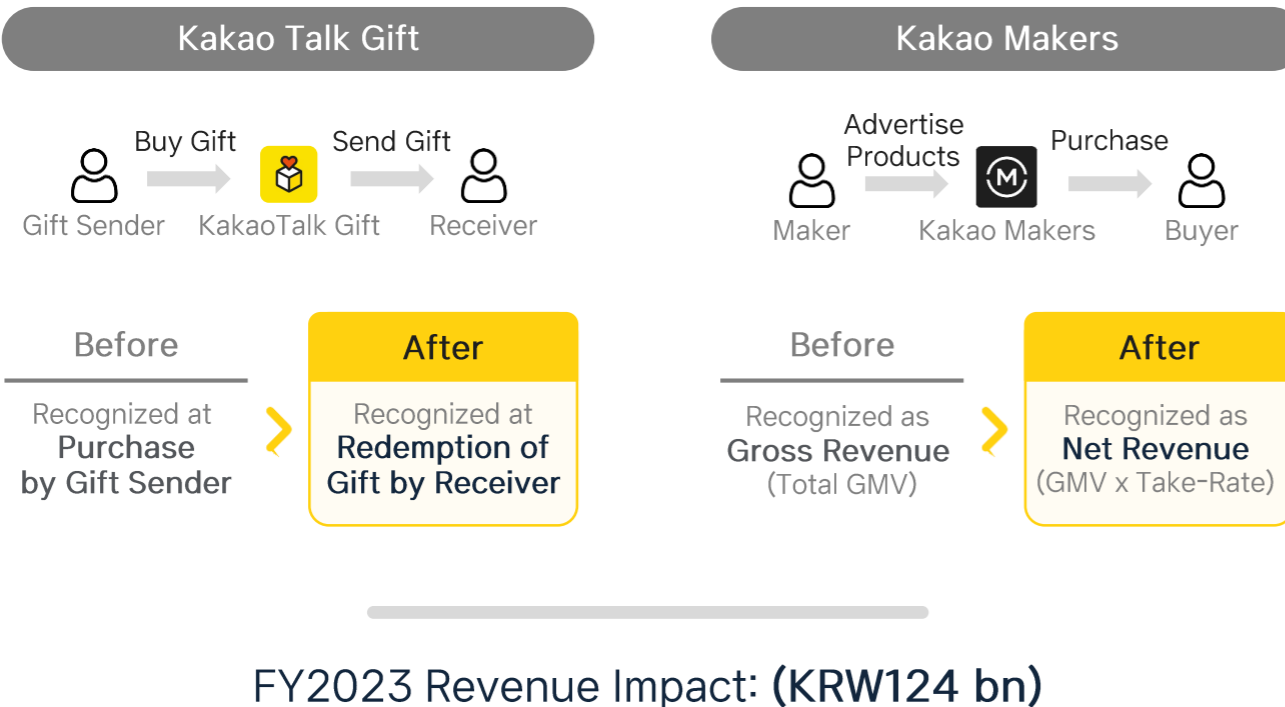 Kakao Talk Gift
Buy Gift
Send Gift
Gift Sender
KakaoTalk Gift
Receiver
Before
Recognized at
Purchase
by Gift Sender
After
Recognized at
Redemption of
Gift by Receiver
Kakao Makers
Advertise
Products
Purchase
M
Maker
Kakao Makers
Buyer
Before
Recognized as
Gross Revenue
(Total GMV)
After
Recognized as
Net Revenue
(GMV x Take-Rate)
FY2023 Revenue Impact: (KRW124 bn)